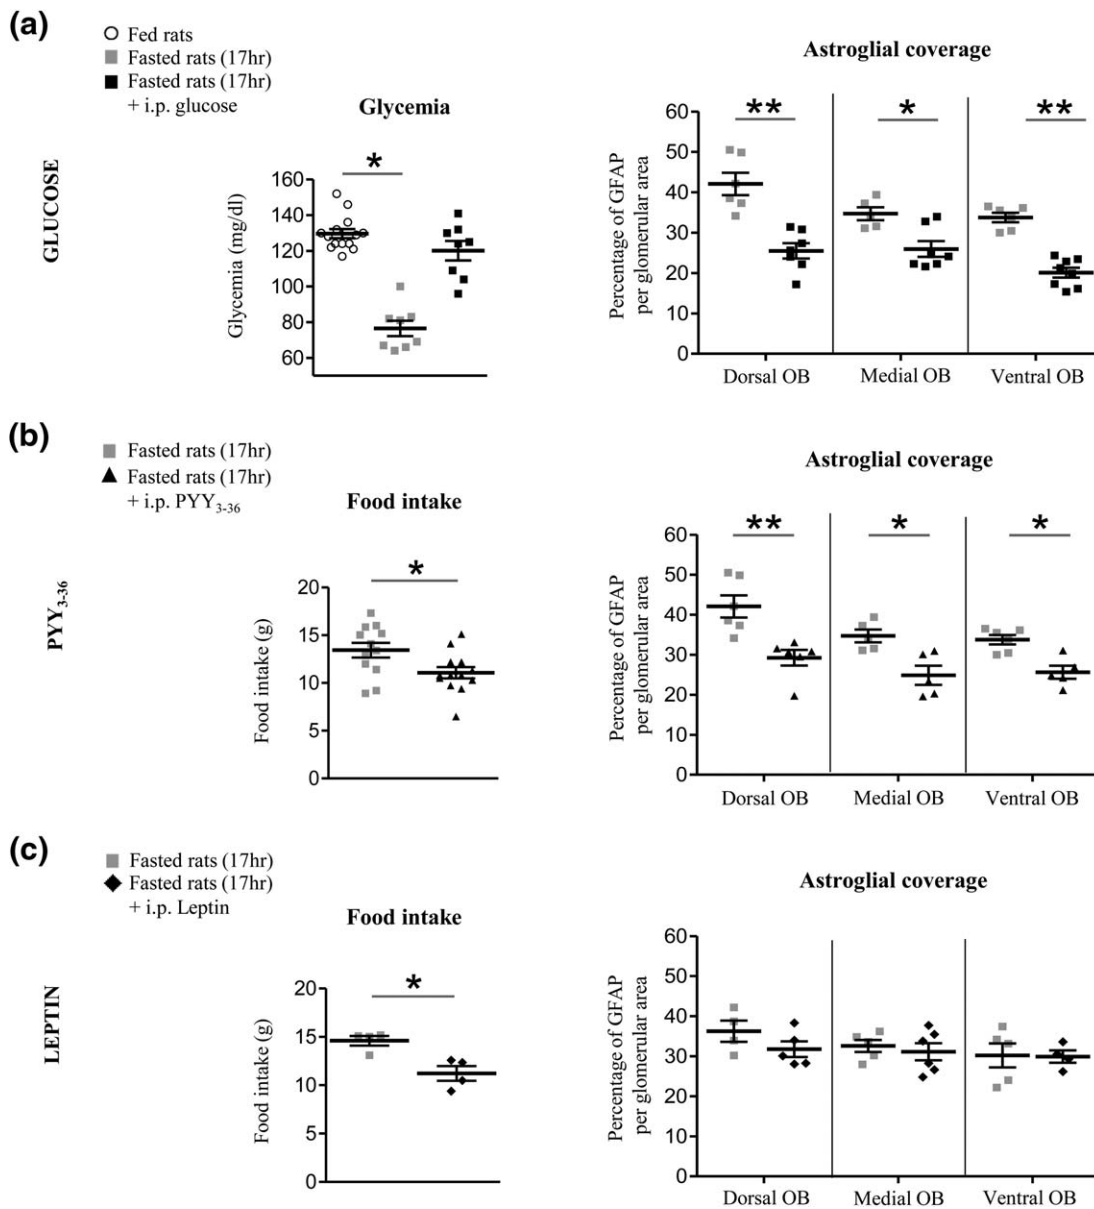 (a)
Fed rats
Fasted rats (17hr)
Fasted rats (17hr)
+ i.p. glucose
GLUCOSE
Glycemia
*
Glycemia (mg/dl)
160
140
120
100
80
60
Astroglial coverage
** * **
Percentage of GFAP
per glomerular area
60
50
40
30
20
10
0
Dorsal OB Medial OB Ventral OB
(b)
Fasted rats (17hr)
Fasted rats (17hr)
+ i.p. PYY3-36
PYY3-36
Food intake
*
Food intake (g)
20
15
10
5
0
Astroglial coverage
** * *
Percentage of GFAP
per glomerular area
60
50
40
30
20
10
0
Dorsal OB Medial OB Ventral OB
(c)
Fasted rats (17hr)
Fasted rats (17hr)
+ i.p. Leptin
LEPTIN
Food intake
*
Food intake (g)
20
15
10
5
0
Astroglial coverage
Percentage of GFAP
per glomerular area
60
50
40
30
20
10
0
Dorsal OB Medial OB Ventral OB